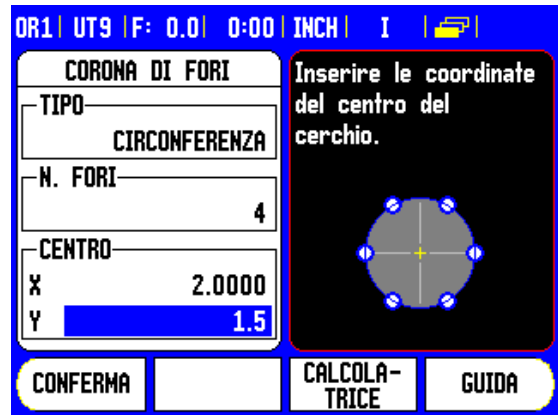 OR1| UT9 |F: 0.0| 0:00| INCH| I
CORONA DI FORI
TIPO
CIRCONFERENZA
N. FORI
4
CENTRO
X 2.0000
Y 1.5
Inserire le coordinate
del centro del
cerchio.
CONFERMA
CALCOLA-
TRICE
GUIDA